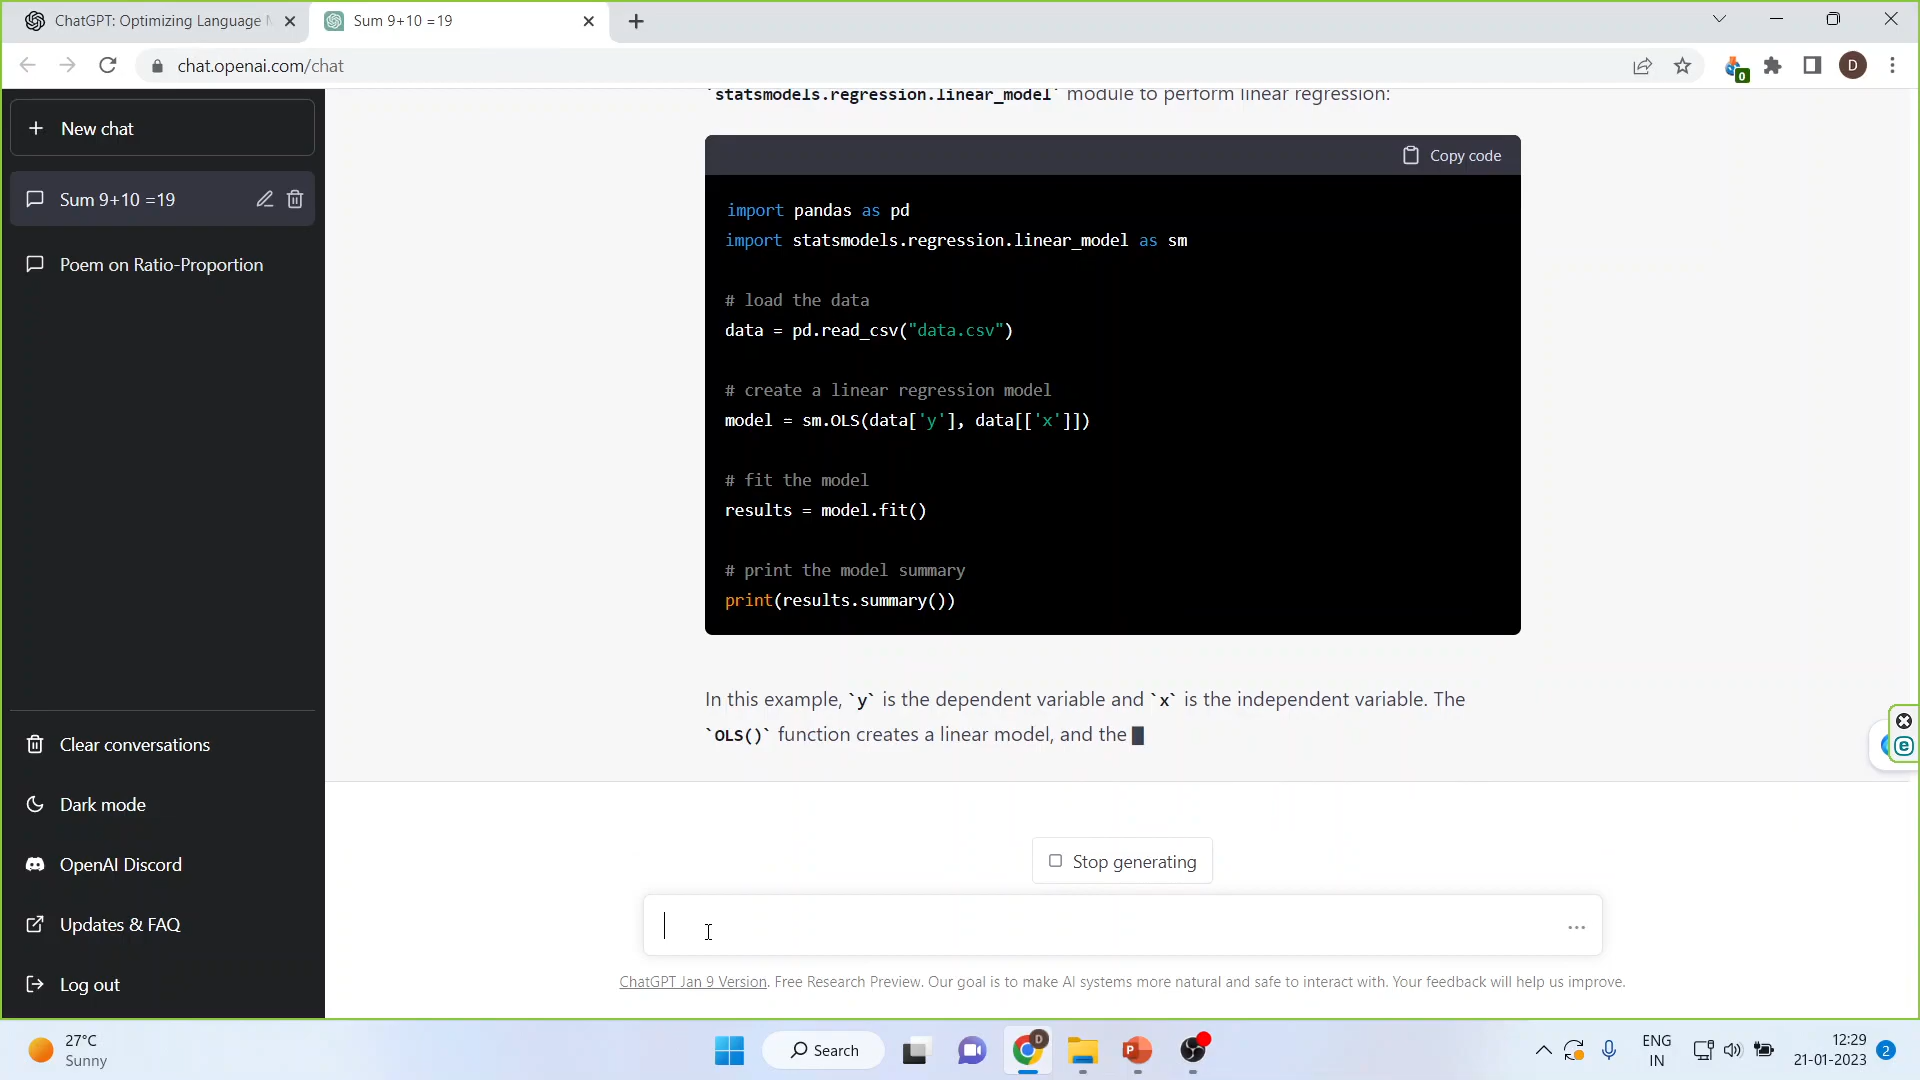 ChatGPT: Optimizing Language
Sum 9+10 =19
chat.openai.com/chat
0
D
New chat
Sum 9+10 =19
Poem on Ratio-Proportion
Clear conversations
Dark mode
OpenAI Discord
Updates & FAQ
Log out
`statsmodels.regression.linear_model` module to perform linear regression:
Copy code
import pandas as pd
import statsmodels.regression.linear_model as sm
# load the data
data = pd.read_csv("data.csv")
# create a linear regression model
model = sm.OLS(data['y'], data[['x']])
# fit the model
results = model.fit()
# print the model summary
print(results.summary())
In this example, `y` is the dependent variable and `x` is the independent variable. The
`OLS()` function creates a linear model, and the
Stop generating
ChatGPT Jan 9 Version. Free Research Preview. Our goal is to make AI systems more natural and safe to interact with. Your feedback will help us improve.
27°C
Sunny
Search
D
P
ENG
IN
12:29
21-01-2023
2